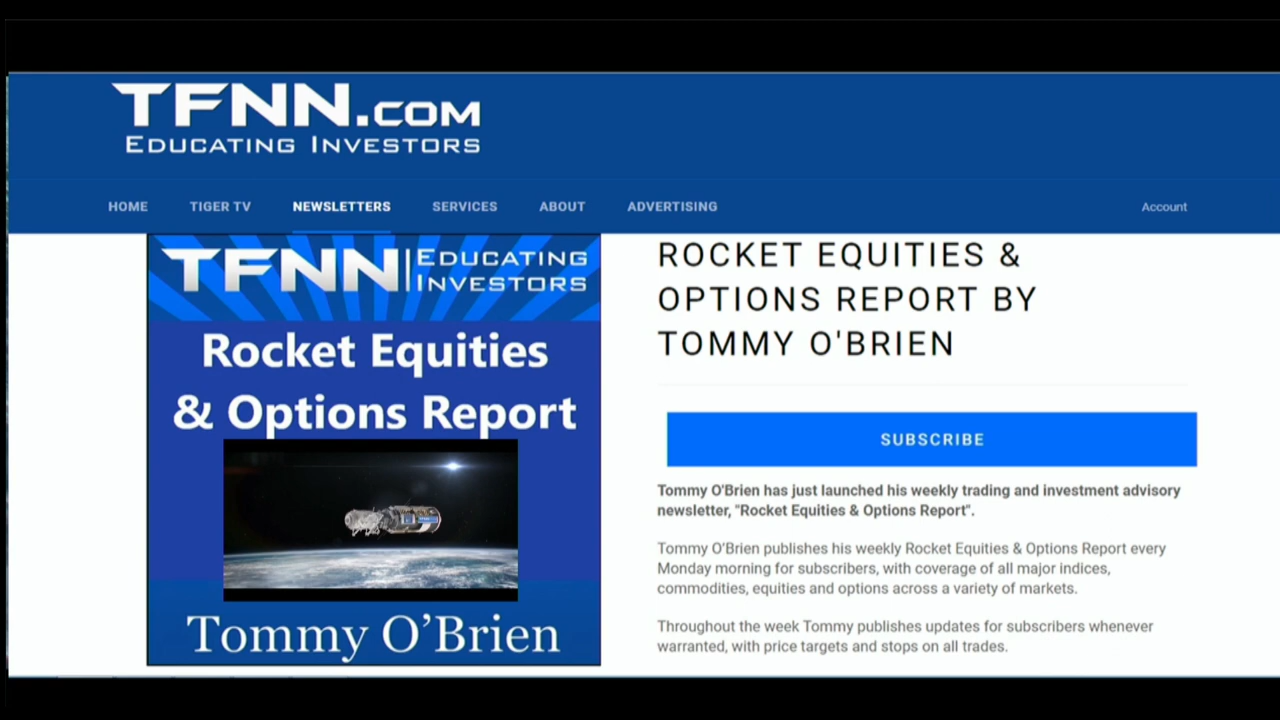 TFNN.COM
EDUCATING INVESTORS
HOME TIGER TV NEWSLETTERS SERVICES ABOUT ADVERTISING Account
TFNN EDUCATING
INVESTORS
Rocket Equities
& Options Report
Tommy O’Brien
ROCKET EQUITIES &
OPTIONS REPORT BY
TOMMY O'BRIEN
SUBSCRIBE
Tommy O'Brien has just launched his weekly trading and investment advisory
newsletter, "Rocket Equities & Options Report".
Tommy O’Brien publishes his weekly Rocket Equities & Options Report every
Monday morning for subscribers, with coverage of all major indices,
commodities, equities and options across a variety of markets.
Throughout the week Tommy publishes updates for subscribers whenever
warranted, with price targets and stops on all trades.